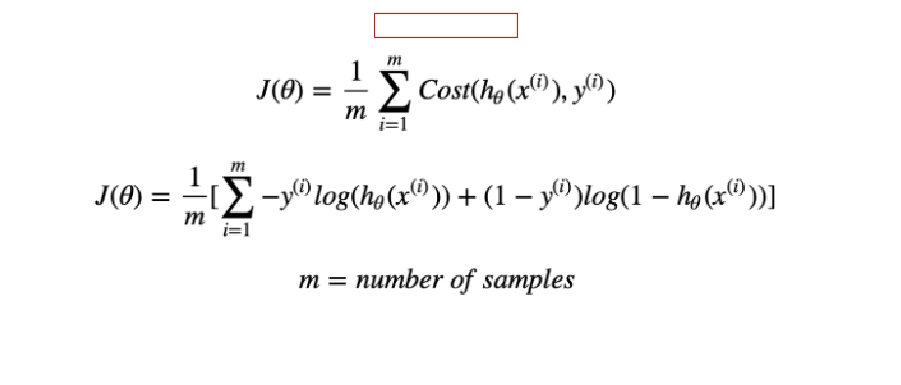 J(θ) = 1/m ∑_{i=1}^{m} Cost(h_θ(x^{(i)}), y^{(i)})
J(θ) = 1/m [∑_{i=1}^{m} −y^{(i)} log(h_θ(x^{(i)})) + (1 − y^{(i)})log(1 − h_θ(x^{(i)}))]
m = number of samples